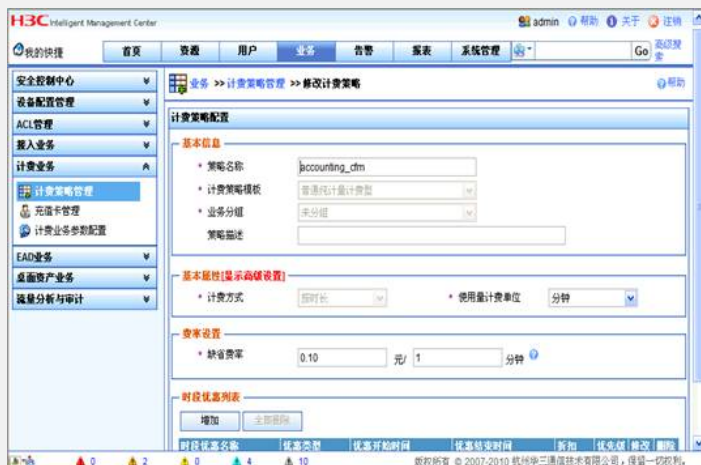 H3C Intelligent Management Center
admin 帮助 关于 注销
我的快捷 首页 资源 用户 业务 告警 报表 系统管理 Go 高级搜索
安全控制中心
设备配置管理
ACL管理
接入业务
计费业务
计费策略管理
充值卡管理
计费业务参数配置
EAD业务
桌面资产业务
流量分析与审计
业务 >> 计费策略管理 >> 修改计费策略 帮助
计费策略配置
基本信息
* 策略名称 accounting_cfm
* 计费策略模板 普通纯计量计费型
* 业务分组 未分组
策略描述
基本属性[显示高级设置]
* 计费方式 按时长 * 使用量计费单位 分钟
费率设置
* 缺省费率 0.10 元/ 1 分钟
时段优惠列表
增加 全部删除
时段优惠名称 优惠类型 优惠开始时间 优惠结束时间 折扣 优先级 修改 删除
0 2 0 4 10 版权所有 © 2007-2010 杭州华三通信技术有限公司，保留一切权利。